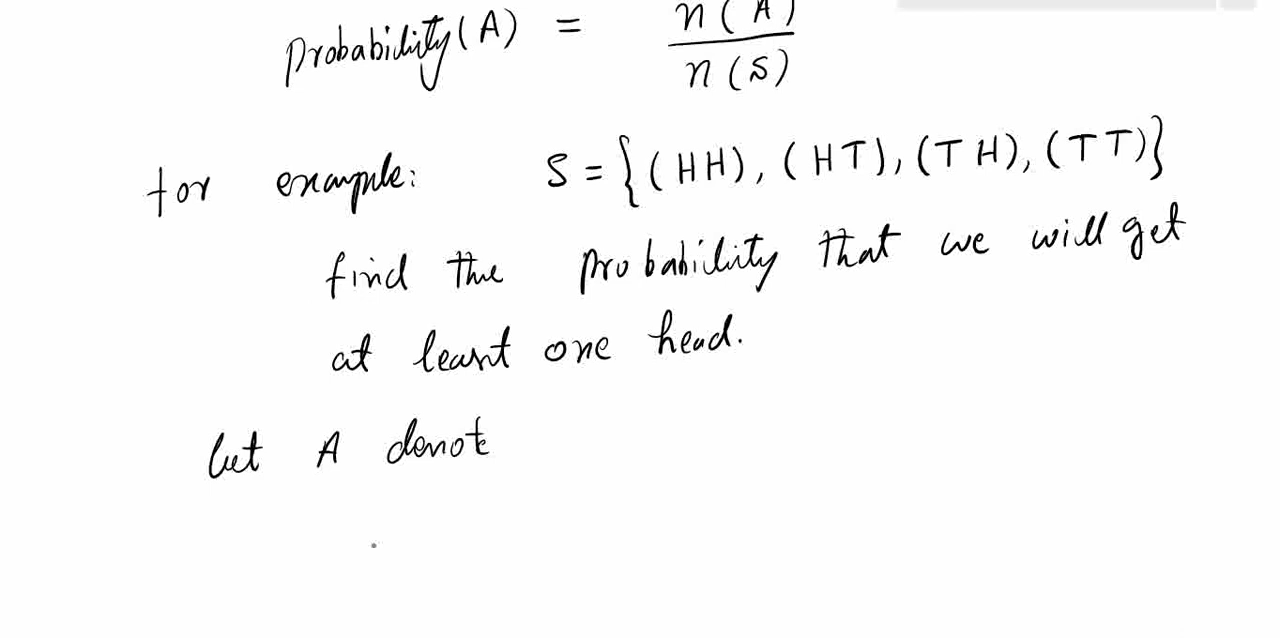 Probability (A) = n(A) / n(S)
for example: S = {(HH), (HT), (TH), (TT)}
find the probability that we will get
at least one head.
let A denote